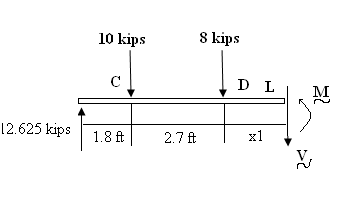 10 kips 8 kips
C D L M
12.625 kips 1.8 ft 2.7 ft x1
V